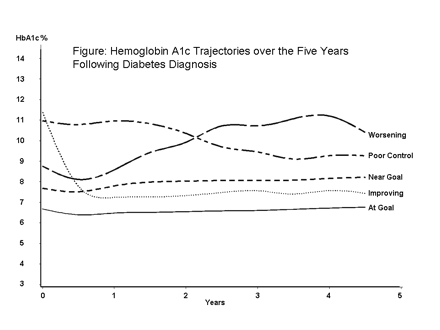 HbA1c%
Figure: Hemoglobin A1c Trajectories over the Five Years
Following Diabetes Diagnosis
14
13
12
11
10
9
8
7
6
5
4
3
Worsening
Poor Control
Near Goal
Improving
At Goal
0 1 2 3 4 5
Years